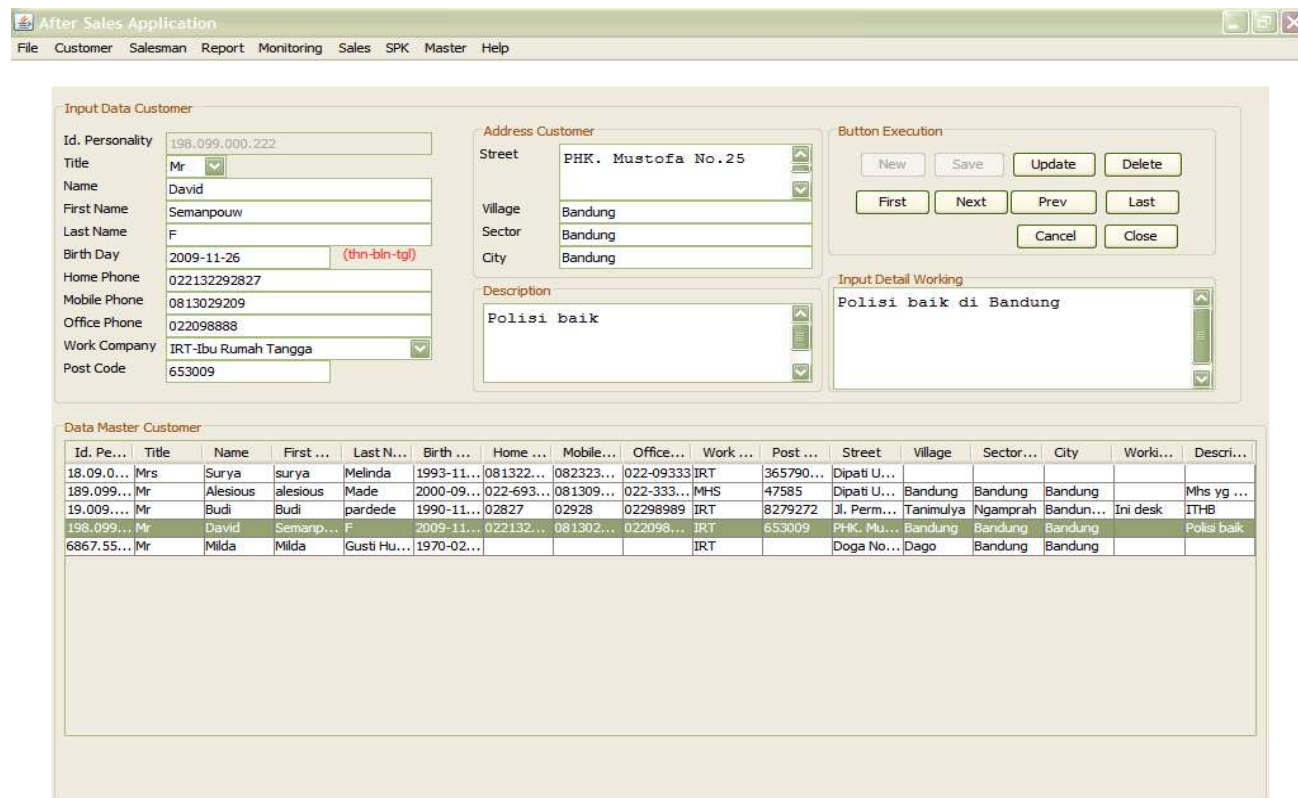 After Sales Application
File Customer Salesman Report Monitoring Sales SPK Master Help
Input Data Customer
Id. Personality 198.099.000.222
Title Mr
Name David
First Name Semanpouw
Last Name F
Birth Day 2009-11-26 (thn-bln-tgl)
Home Phone 022132292827
Mobile Phone 0813029209
Office Phone 022098888
Work Company IRT-Ibu Rumah Tangga
Post Code 653009
Address Customer
Street PHK. Mustofa No.25
Village Bandung
Sector Bandung
City Bandung
Description
Polisi baik
Button Execution
New Save Update Delete
First Next Prev Last
Cancel Close
Input Detail Working
Polisi baik di Bandung
Data Master Customer
Id. Pe... Title Name First ... Last N... Birth ... Home ... Mobile... Office... Work ... Post ... Street Village Sector... City Worki... Descri...
18.09.0... Mrs Surya surya Melinda 1993-11... 081322... 082323... 022-09333 IRT 365790... Dipati U...
189.099... Mr Alesious alesious Made 2000-09... 022-693... 081309... 022-333... MHS 47585 Dipati U... Bandung Bandung Bandung Mhs yg ...
19.009.... Mr Budi Budi pardede 1990-11... 02827 02928 02298989 IRT 8279272 Jl. Perm... Tanimulya Ngamprah Bandun... Ini desk ITHB
198.099... Mr David Semanp... F 2009-11... 022132... 081302... 022098... IRT 653009 PHK. Mu... Bandung Bandung Bandung Polisi baik
6867.55... Mr Milda Milda Gusti Hu... 1970-02... IRT Doga No... Dago Bandung Bandung